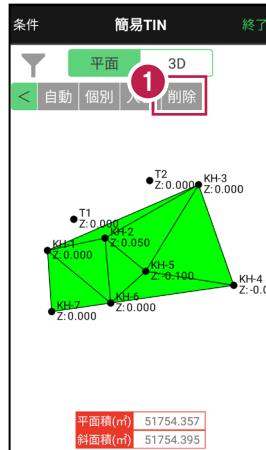 条件 簡易TIN 終了
平面 3D
1
< 自動 個別 削除
T2
Z:0.000
KH-3
Z:0.000
T1
Z:0.000
KH-2
Z:0.050
KH-1
Z:0.000
KH-5
Z:-0.100
KH-4
Z:-0.0
KH-6
Z:0.000
KH-7
Z:0.000
平面積(㎡) 51754.357
斜面積(㎡) 51754.395